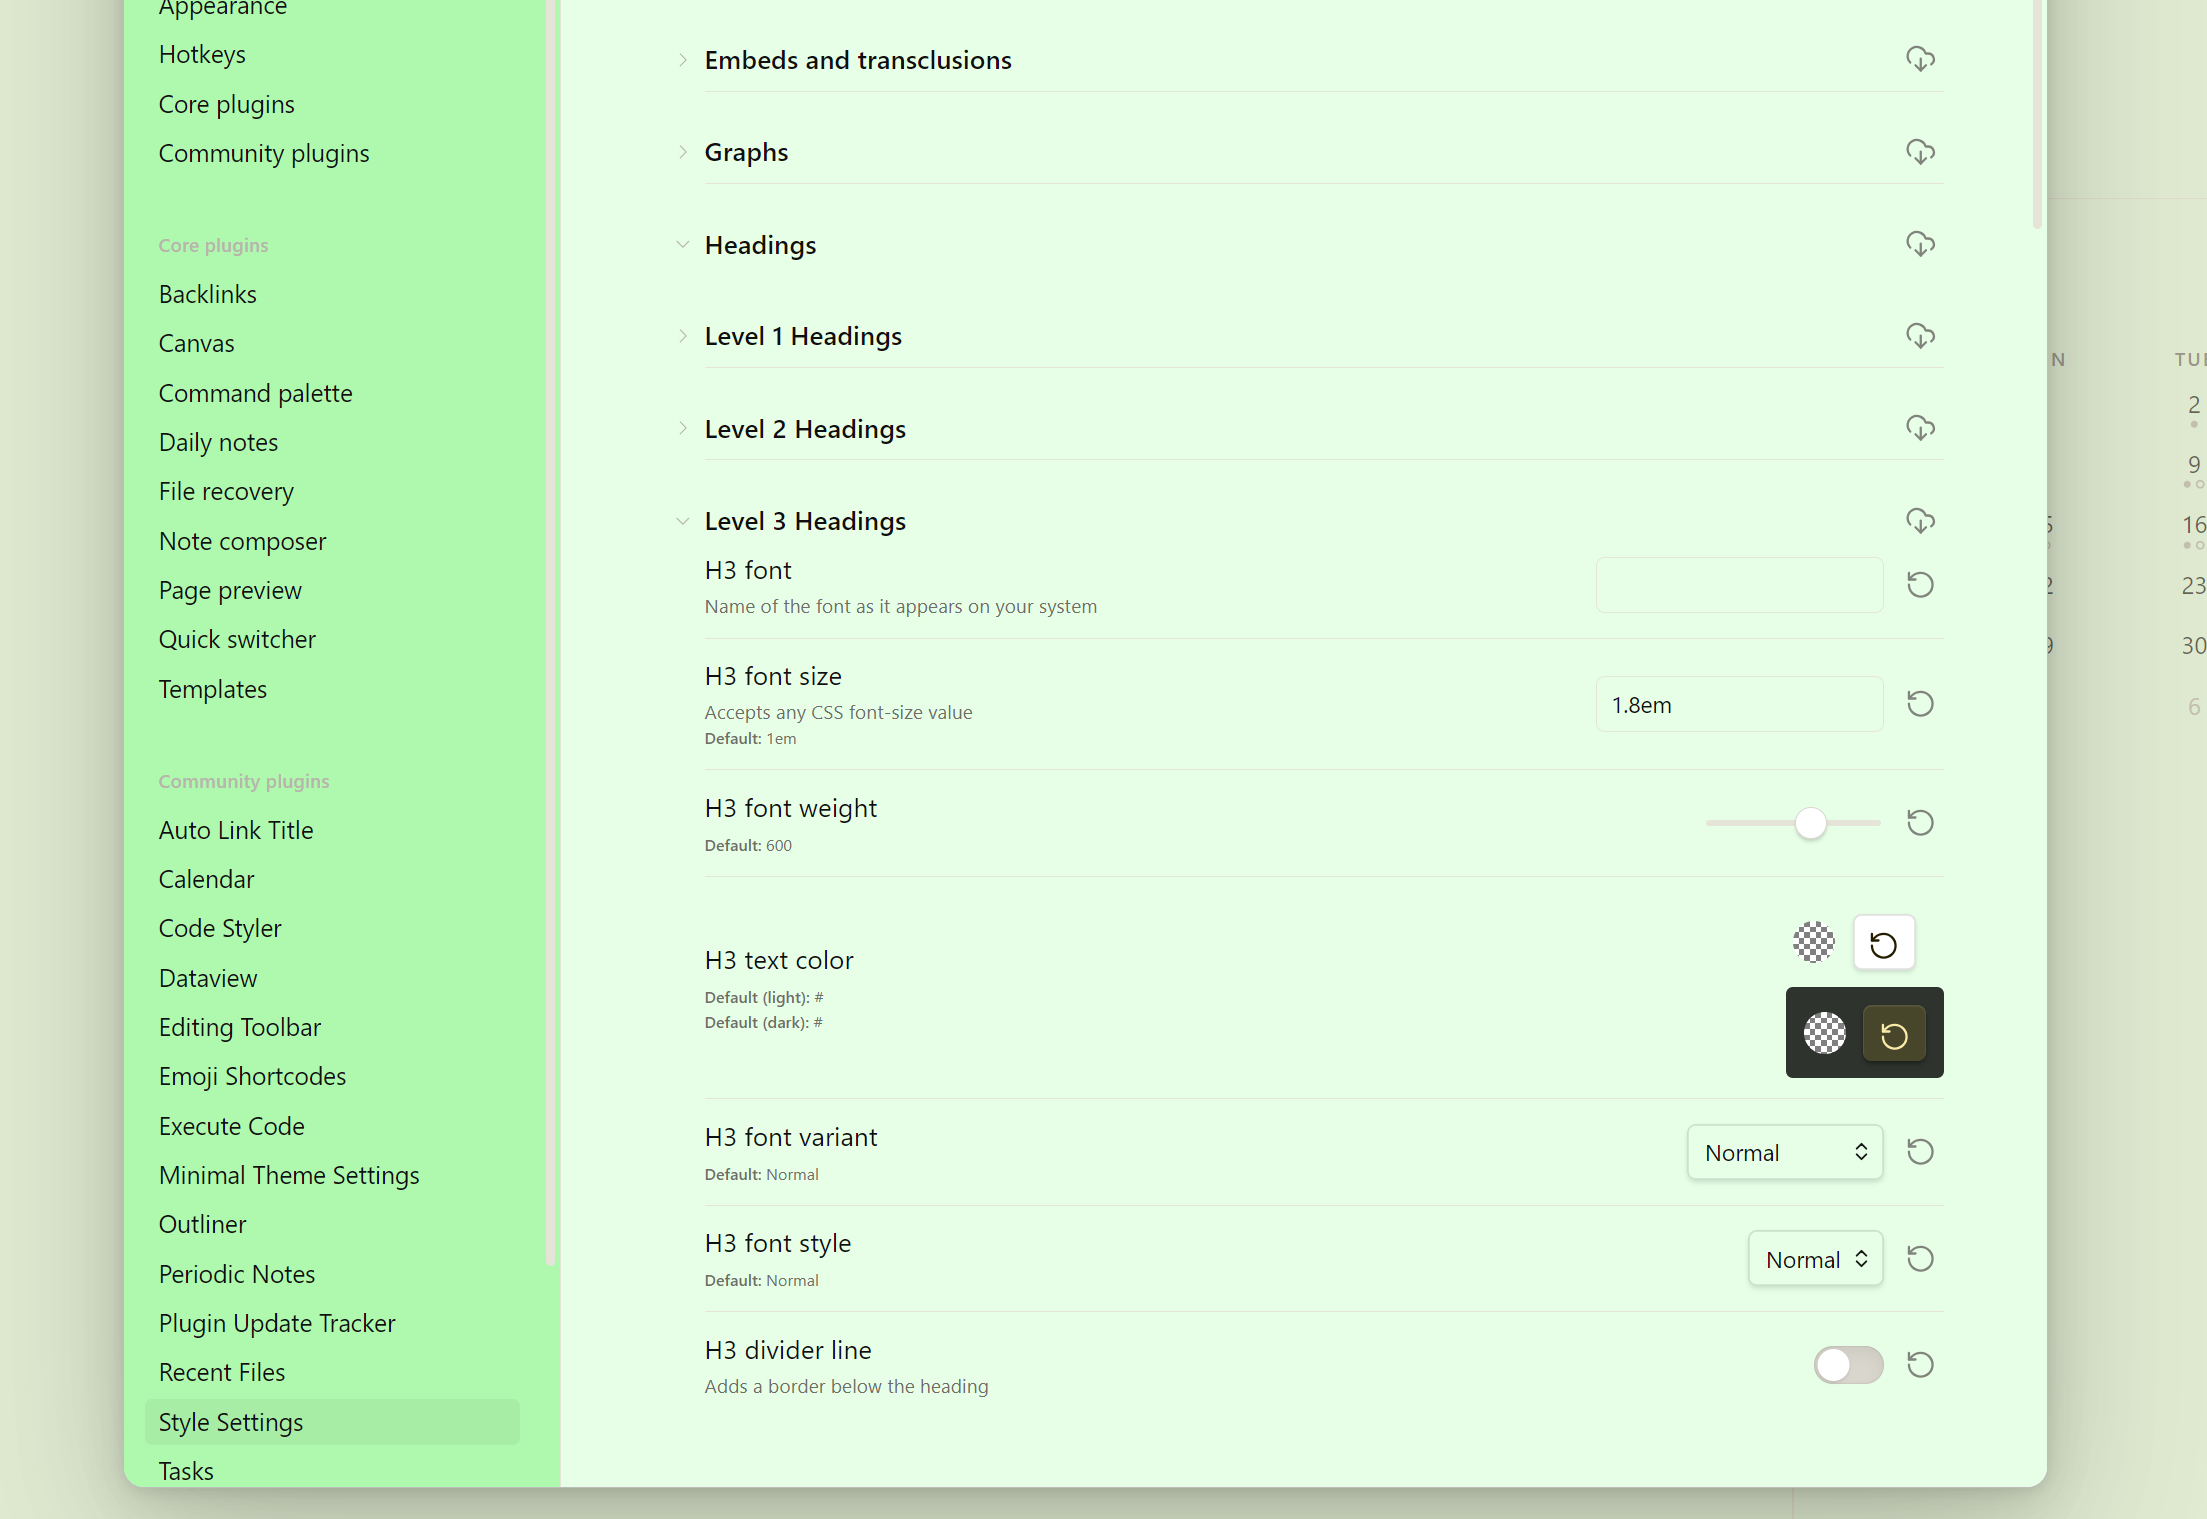 Appearance
Hotkeys
Core plugins
Community plugins
Core plugins
Backlinks
Canvas
Command palette
Daily notes
File recovery
Note composer
Page preview
Quick switcher
Templates
Community plugins
Auto Link Title
Calendar
Code Styler
Dataview
Editing Toolbar
Emoji Shortcodes
Execute Code
Minimal Theme Settings
Outliner
Periodic Notes
Plugin Update Tracker
Recent Files
Style Settings
Tasks
Embeds and transclusions
Graphs
Headings
Level 1 Headings
Level 2 Headings
Level 3 Headings
H3 font
Name of the font as it appears on your system
H3 font size
Accepts any CSS font-size value
Default: 1em
1.8em
H3 font weight
Default: 600
H3 text color
Default (light): #
Default (dark): #
H3 font variant
Default: Normal
Normal
H3 font style
Default: Normal
Normal
H3 divider line
Adds a border below the heading
N TUE
2
9
16
23
30
6